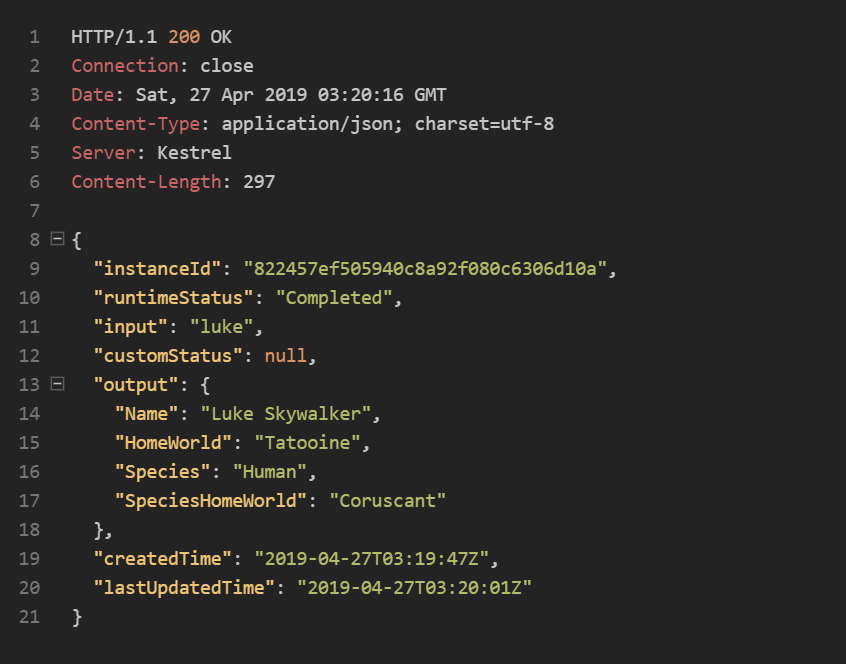 1 HTTP/1.1 200 OK
2 Connection: close
3 Date: Sat, 27 Apr 2019 03:20:16 GMT
4 Content-Type: application/json; charset=utf-8
5 Server: Kestrel
6 Content-Length: 297
7
8 {
9 "instanceId": "822457ef505940c8a92f080c6306d10a",
10 "runtimeStatus": "Completed",
11 "input": "luke",
12 "customStatus": null,
13 "output": {
14 "Name": "Luke Skywalker",
15 "HomeWorld": "Tatooine",
16 "Species": "Human",
17 "SpeciesHomeWorld": "Coruscant"
18 },
19 "createdTime": "2019-04-27T03:19:47Z",
20 "lastUpdatedTime": "2019-04-27T03:20:01Z"
21 }